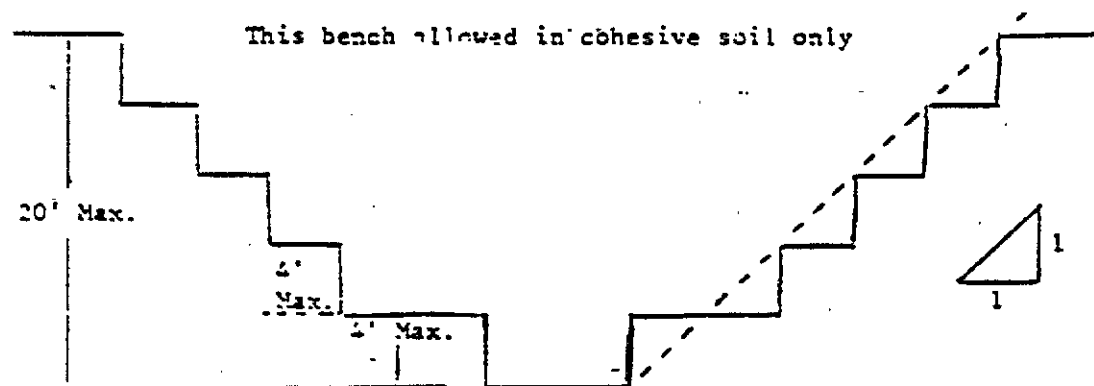 This bench allowed in cohesive soil only
20' Max.
4'
Max.
4' Max.
1
1